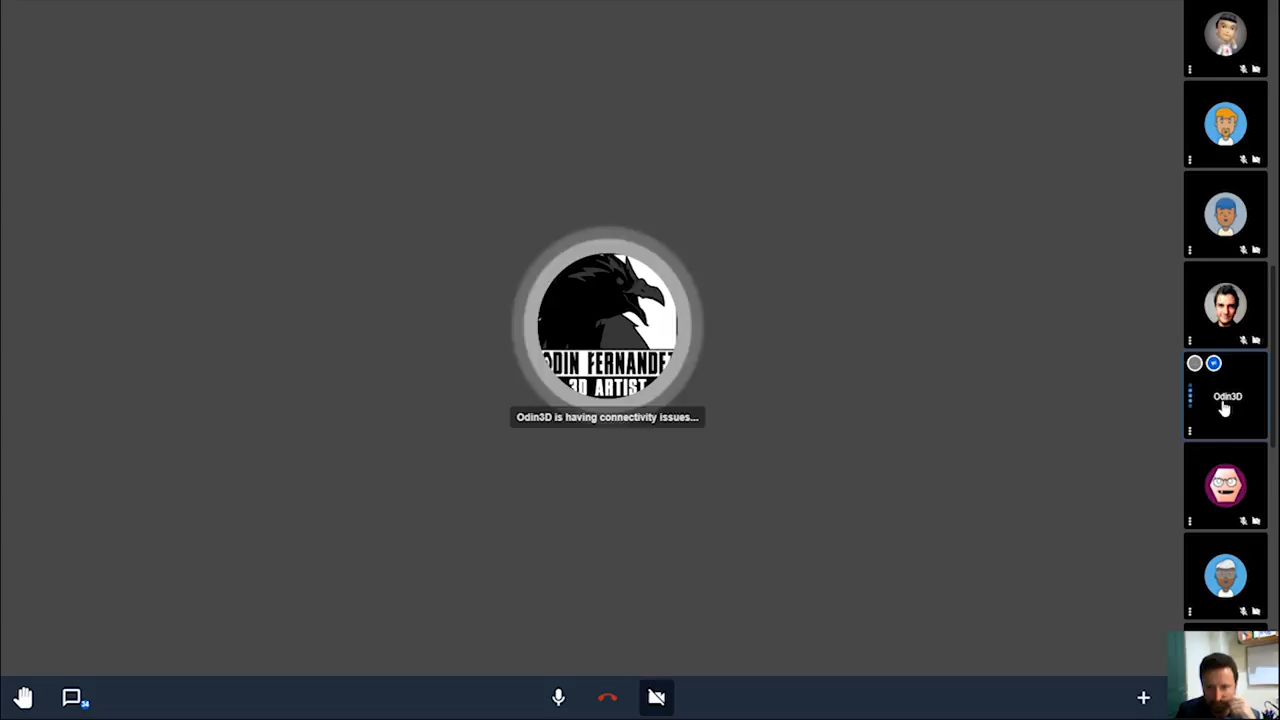 ODIN FERNANDEZ
3D ARTIST
Odin3D is having connectivity issues...
Odin3D